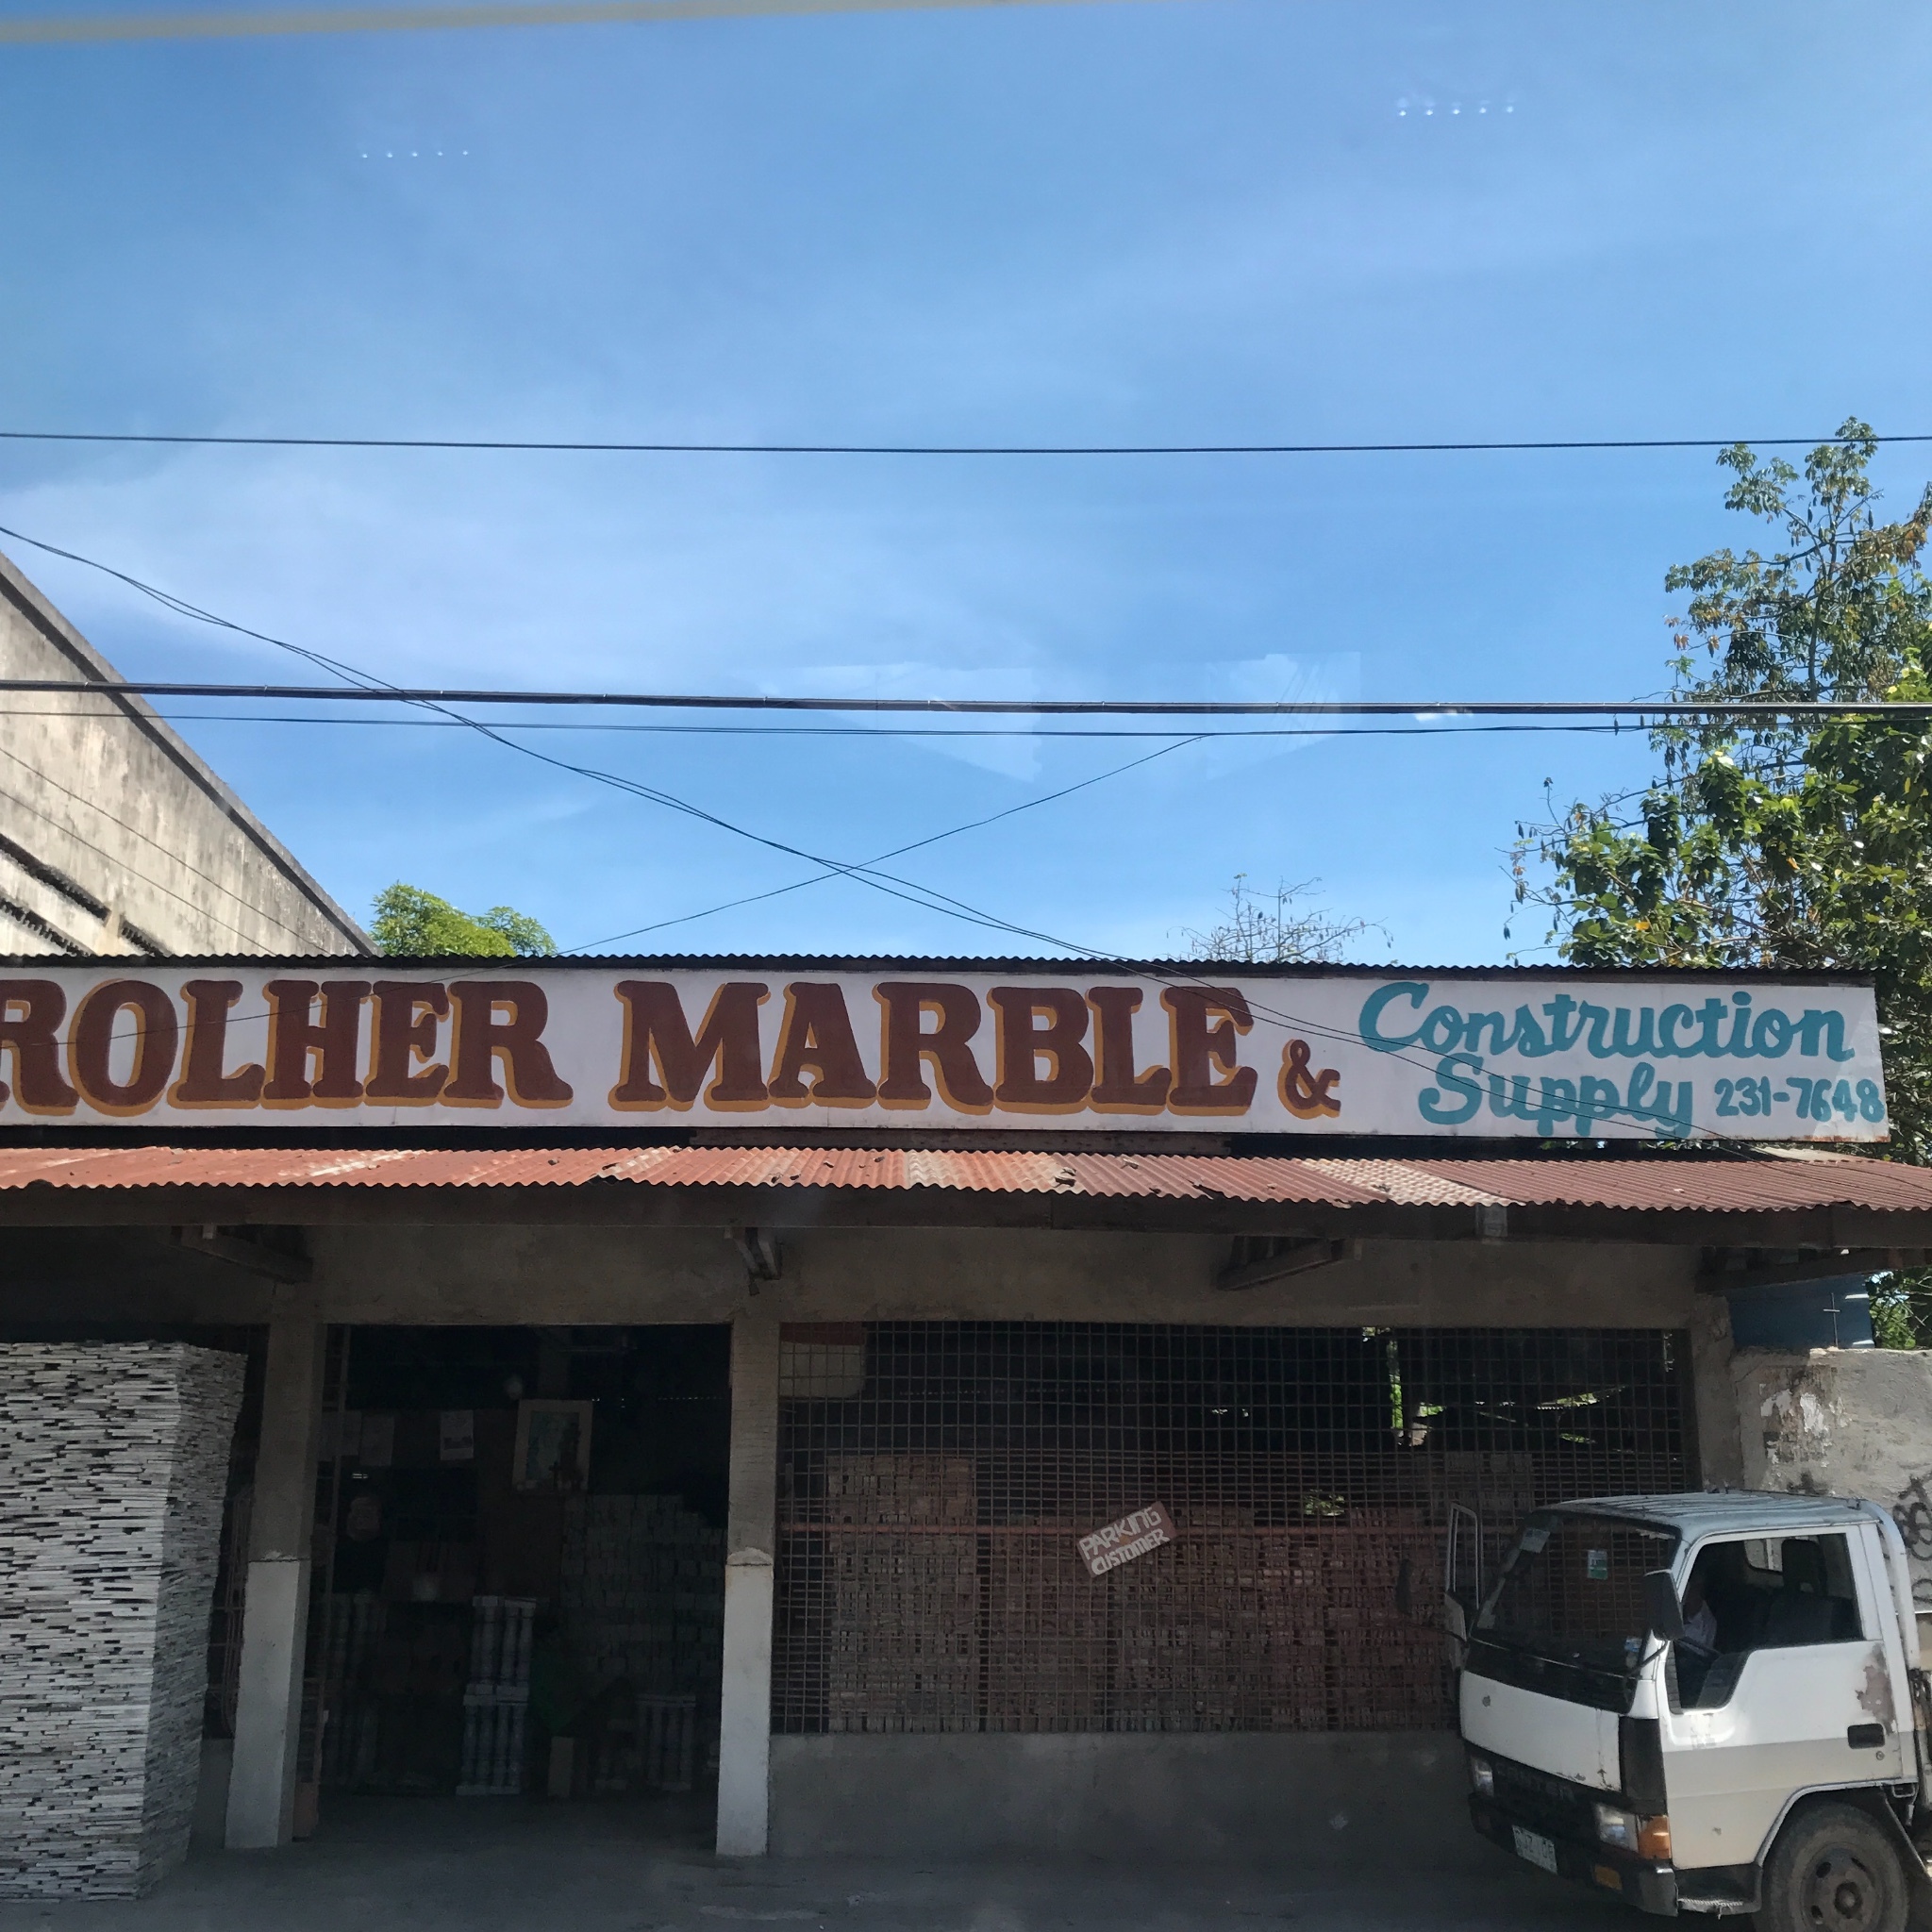 ROLHER MARBLE & Construction
Supply 231-7648
PARKING
CUSTOMER